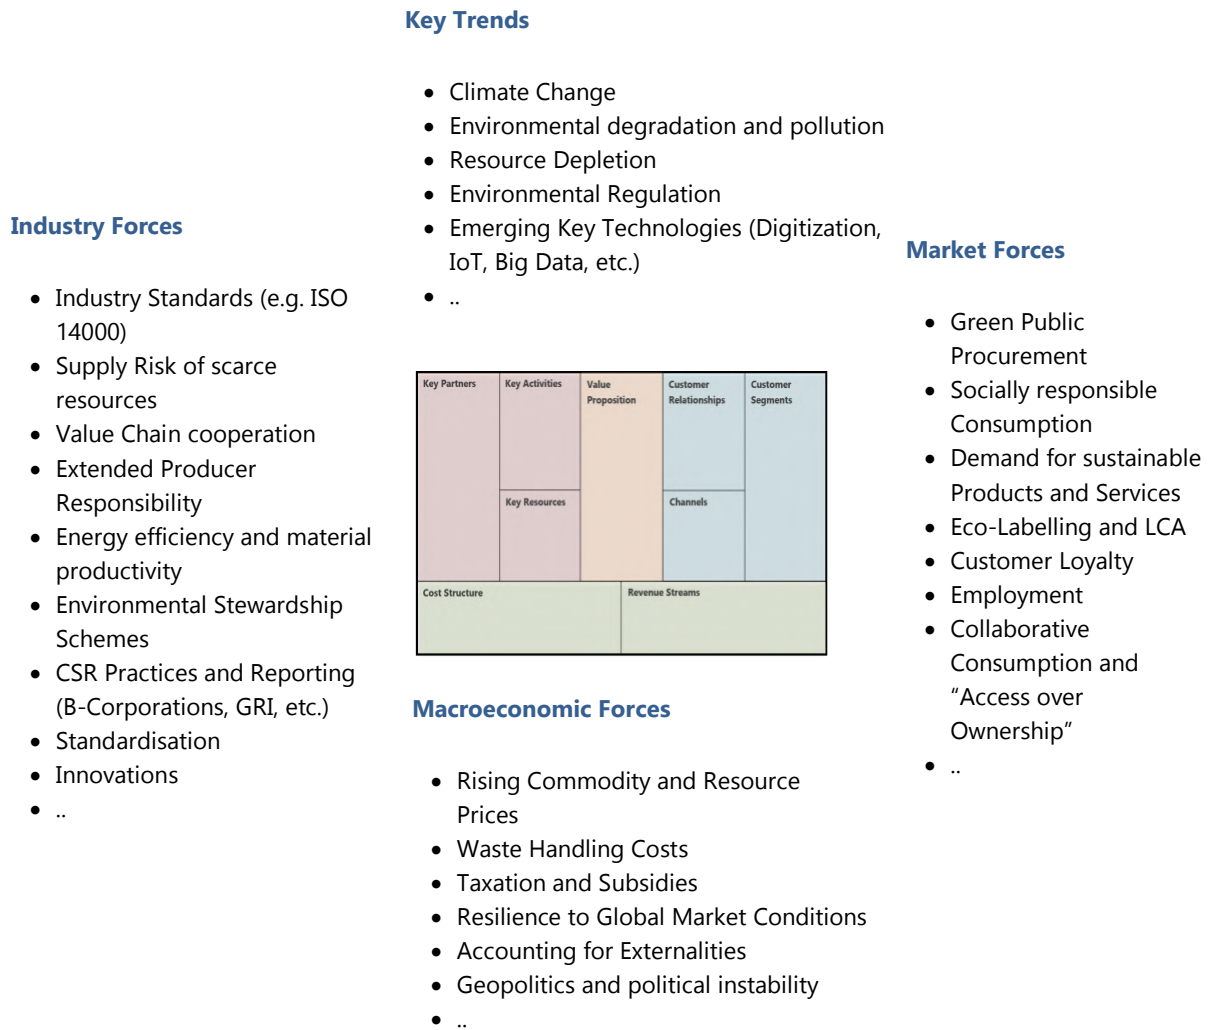 Key Trends
• Climate Change
• Environmental degradation and pollution
• Resource Depletion
• Environmental Regulation
• Emerging Key Technologies (Digitization,
IoT, Big Data, etc.)
• ..
Industry Forces
• Industry Standards (e.g. ISO
14000)
• Supply Risk of scarce
resources
• Value Chain cooperation
• Extended Producer
Responsibility
• Energy efficiency and material
productivity
• Environmental Stewardship
Schemes
• CSR Practices and Reporting
(B-Corporations, GRI, etc.)
• Standardisation
• Innovations
• ..
Key Partners
Key Activities
Key Resources
Value
Proposition
Customer
Relationships
Channels
Customer
Segments
Cost Structure
Revenue Streams
Market Forces
• Green Public
Procurement
• Socially responsible
Consumption
• Demand for sustainable
Products and Services
• Eco-Labelling and LCA
• Customer Loyalty
• Employment
• Collaborative
Consumption and
“Access over
Ownership”
• ..
Macroeconomic Forces
• Rising Commodity and Resource
Prices
• Waste Handling Costs
• Taxation and Subsidies
• Resilience to Global Market Conditions
• Accounting for Externalities
• Geopolitics and political instability
• ..